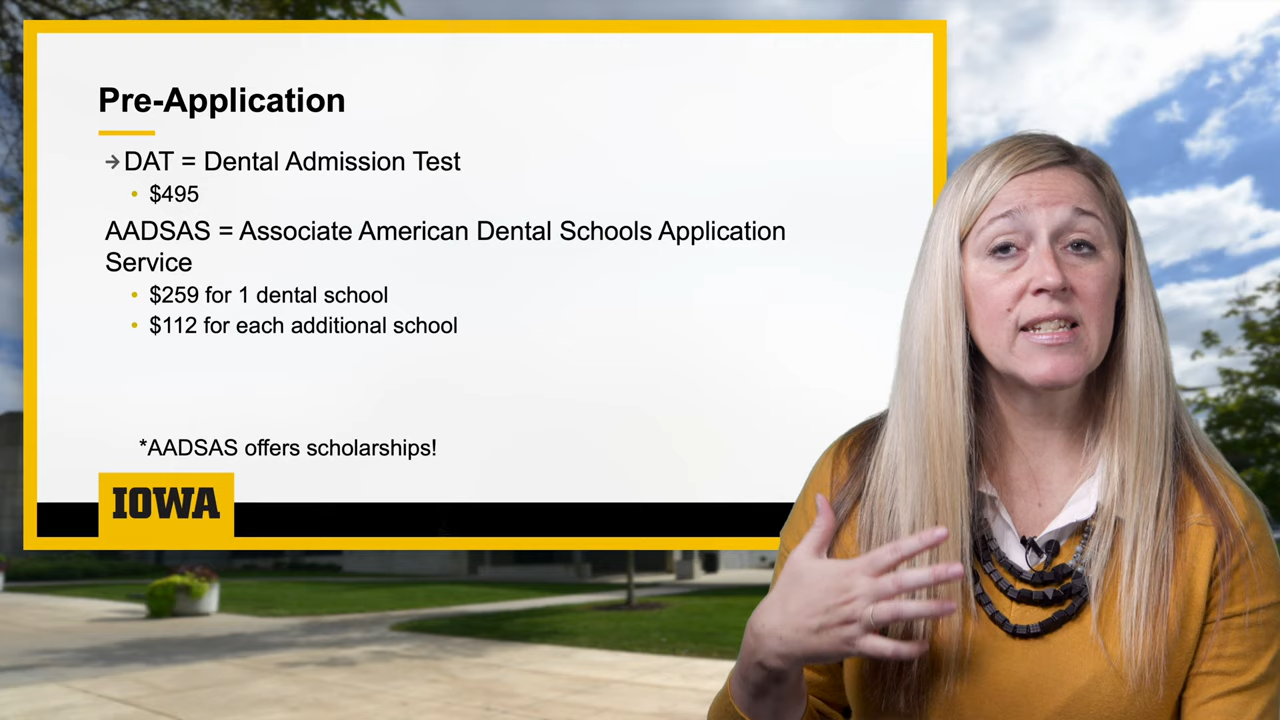 Pre-Application
→DAT = Dental Admission Test
• $495
AADSAS = Associate American Dental Schools Application
Service
• $259 for 1 dental school
• $112 for each additional school
*AADSAS offers scholarships!
IOWA